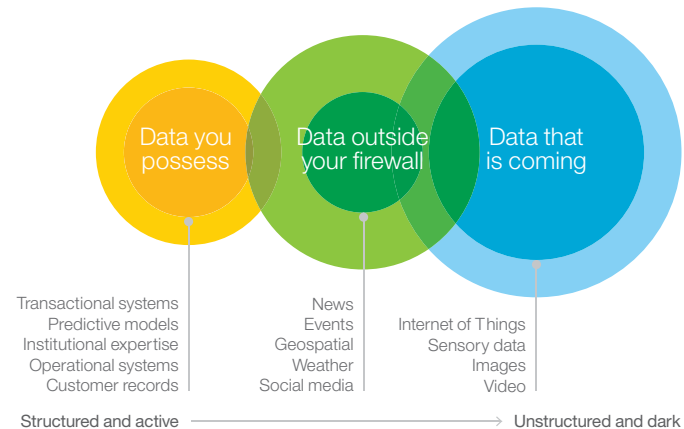 Data you
possess
Data outside
your firewall
Data that
is coming
Transactional systems
Predictive models
Institutional expertise
Operational systems
Customer records
News
Events
Geospatial
Weather
Social media
Internet of Things
Sensory data
Images
Video
Structured and active
Unstructured and dark